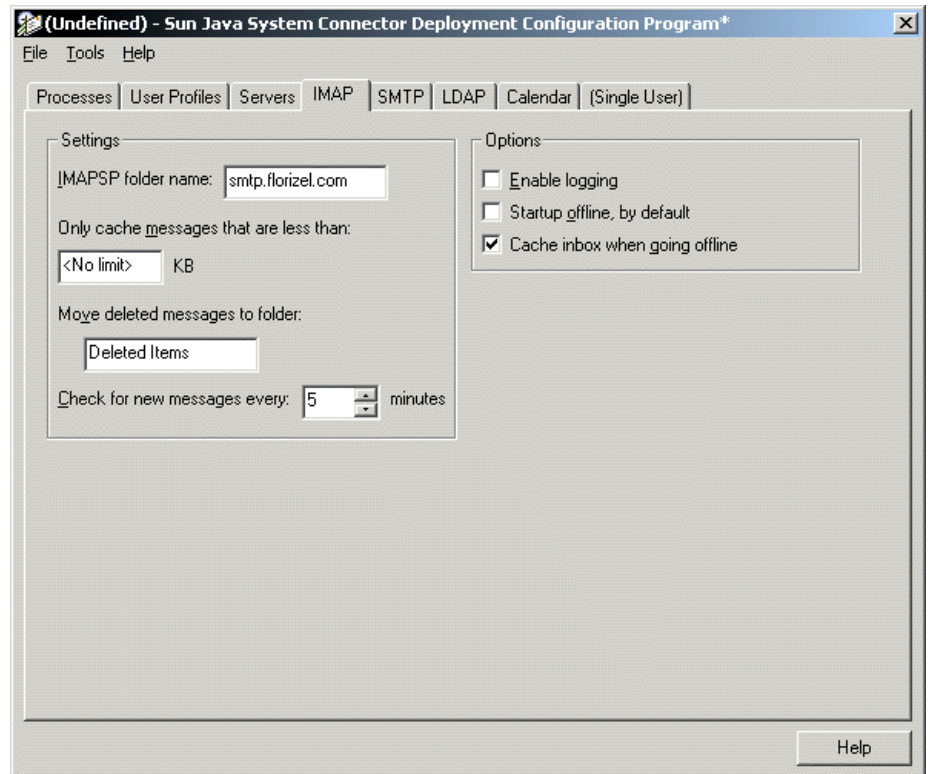 (Undefined) - Sun Java System Connector Deployment Configuration Program*
File Tools Help
Processes User Profiles Servers IMAP SMTP LDAP Calendar (Single User)
Settings
IMAPSP folder name: smtp.florizel.com
Only cache messages that are less than:
<No limit> KB
Move deleted messages to folder:
Deleted Items
Check for new messages every: 5 minutes
Options
Enable logging
Startup offline, by default
Cache inbox when going offline
Help